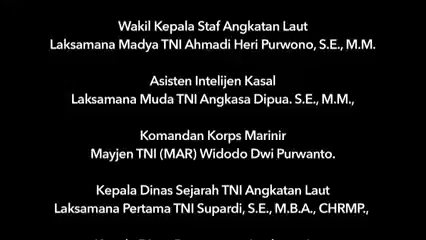 Wakil Kepala Staf Angkatan Laut
Laksamana Madya TNI Ahmadi Heri Purwono, S.E., M.M.
Asisten Intelijen Kasal
Laksamana Muda TNI Angkasa Dipua. S.E., M.M.,
Komandan Korps Marinir
Mayjen TNI (MAR) Widodo Dwi Purwanto.
Kepala Dinas Sejarah TNI Angkatan Laut
Laksamana Pertama TNI Supardi, S.E., M.B.A., CHRMP.,